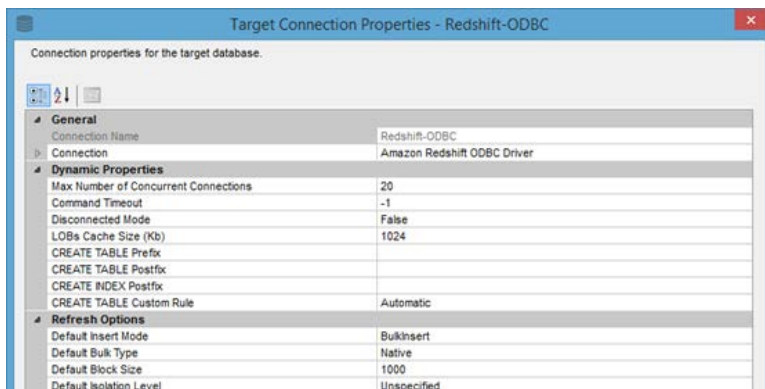 Target Connection Properties - Redshift-ODBC
Connection properties for the target database.
General
Connection Name Redshift-ODBC
Connection Amazon Redshift ODBC Driver
Dynamic Properties
Max Number of Concurrent Connections 20
Command Timeout -1
Disconnected Mode False
LOBs Cache Size (Kb) 1024
CREATE TABLE Prefix
CREATE TABLE Postfix
CREATE INDEX Postfix
CREATE TABLE Custom Rule Automatic
Refresh Options
Default Insert Mode BulkInsert
Default Bulk Type Native
Default Block Size 1000
Default Isolation Level Unspecified